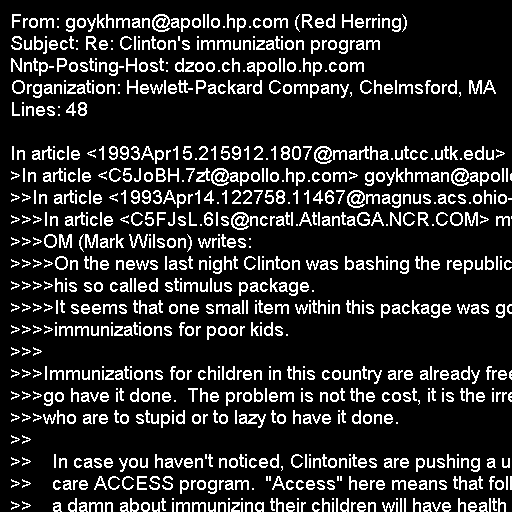 From: goykhman@apollo.hp.com (Red Herring)
Subject: Re: Clinton's immunization program
Nntp-Posting-Host: dzoo.ch.apollo.hp.com
Organization: Hewlett-Packard Company, Chelmsford, MA
Lines: 48

In article <1993Apr15.215912.1807@martha.utcc.utk.edu>
>In article <C5JoBH.7zt@apollo.hp.com> goykhman@apoll
>>In article <1993Apr14.122758.11467@magnus.acs.ohio-
>>>In article <C5FJsL.6Is@ncratl.AtlantaGA.NCR.COM> m
>>>OM (Mark Wilson) writes:
>>>>On the news last night Clinton was bashing the republic
>>>>his so called stimulus package.
>>>>It seems that one small item within this package was go
>>>>immunizations for poor kids.
>>>
>>>Immunizations for children in this country are already free
>>>go have it done.  The problem is not the cost, it is the irre
>>>who are to stupid or to lazy to have it done.
>>
>>    In case you haven't noticed, Clintonites are pushing a u
>>    care ACCESS program.  "Access" here means that fol
>>    a damn about immunizing their children will have health